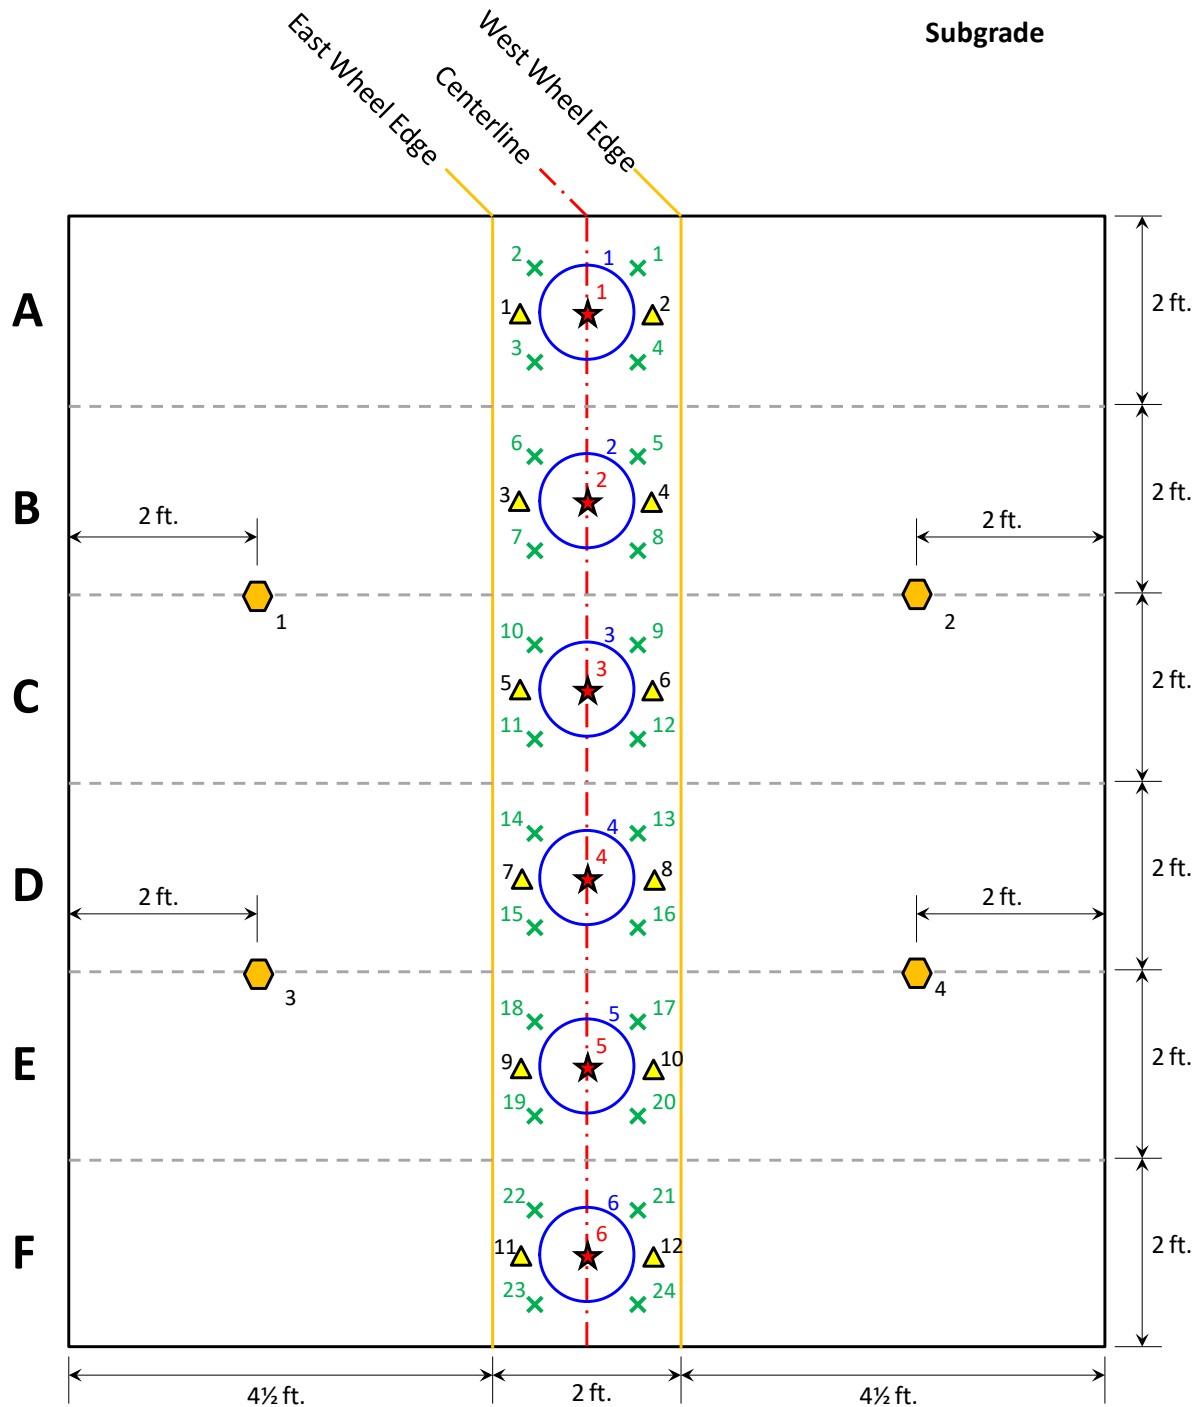 Subgrade
East Wheel Edge
Centerline
West Wheel Edge
2 1 1
1
1 2
A
2 ft.
3 4
6 2 5
2
3 4
B
2 ft.
2 ft.
2 ft.
7 8
1
2
10 3 9
3
5 6
C
2 ft.
11 12
14 4 13
4
7 8
D
2 ft.
2 ft.
2 ft.
15 16
3
4
18 5 17
5
9 10
E
2 ft.
19 20
22 6 21
6
11 12
F
2 ft.
23 24
4½ ft. 2 ft. 4½ ft.